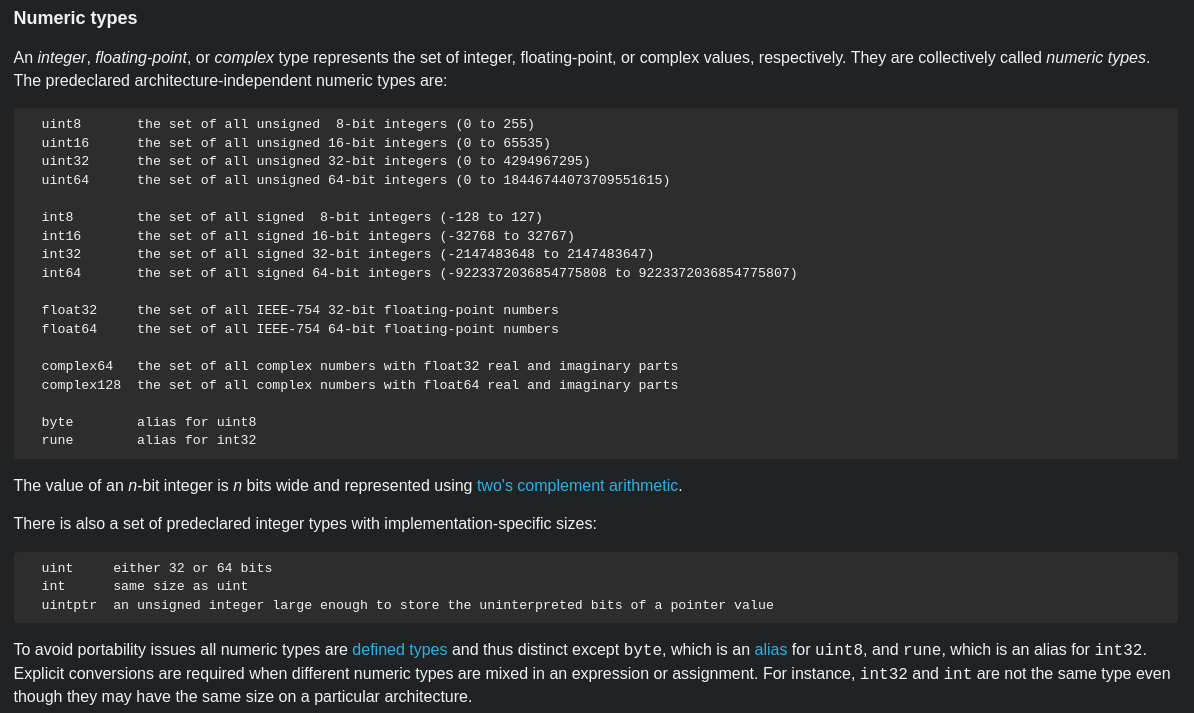 Numeric types
An integer, floating-point, or complex type represents the set of integer, floating-point, or complex values, respectively. They are collectively called numeric types.
The predeclared architecture-independent numeric types are:
uint8       the set of all unsigned  8-bit integers (0 to 255)
uint16      the set of all unsigned 16-bit integers (0 to 65535)
uint32      the set of all unsigned 32-bit integers (0 to 4294967295)
uint64      the set of all unsigned 64-bit integers (0 to 18446744073709551615)
int8        the set of all signed  8-bit integers (-128 to 127)
int16       the set of all signed 16-bit integers (-32768 to 32767)
int32       the set of all signed 32-bit integers (-2147483648 to 2147483647)
int64       the set of all signed 64-bit integers (-9223372036854775808 to 9223372036854775807)
float32     the set of all IEEE-754 32-bit floating-point numbers
float64     the set of all IEEE-754 64-bit floating-point numbers
complex64   the set of all complex numbers with float32 real and imaginary parts
complex128  the set of all complex numbers with float64 real and imaginary parts
byte        alias for uint8
rune        alias for int32
The value of an n-bit integer is n bits wide and represented using two's complement arithmetic.
There is also a set of predeclared integer types with implementation-specific sizes:
uint     either 32 or 64 bits
int      same size as uint
uintptr  an unsigned integer large enough to store the uninterpreted bits of a pointer value
To avoid portability issues all numeric types are defined types and thus distinct except byte, which is an alias for uint8, and rune, which is an alias for int32.
Explicit conversions are required when different numeric types are mixed in an expression or assignment. For instance, int32 and int are not the same type even
though they may have the same size on a particular architecture.